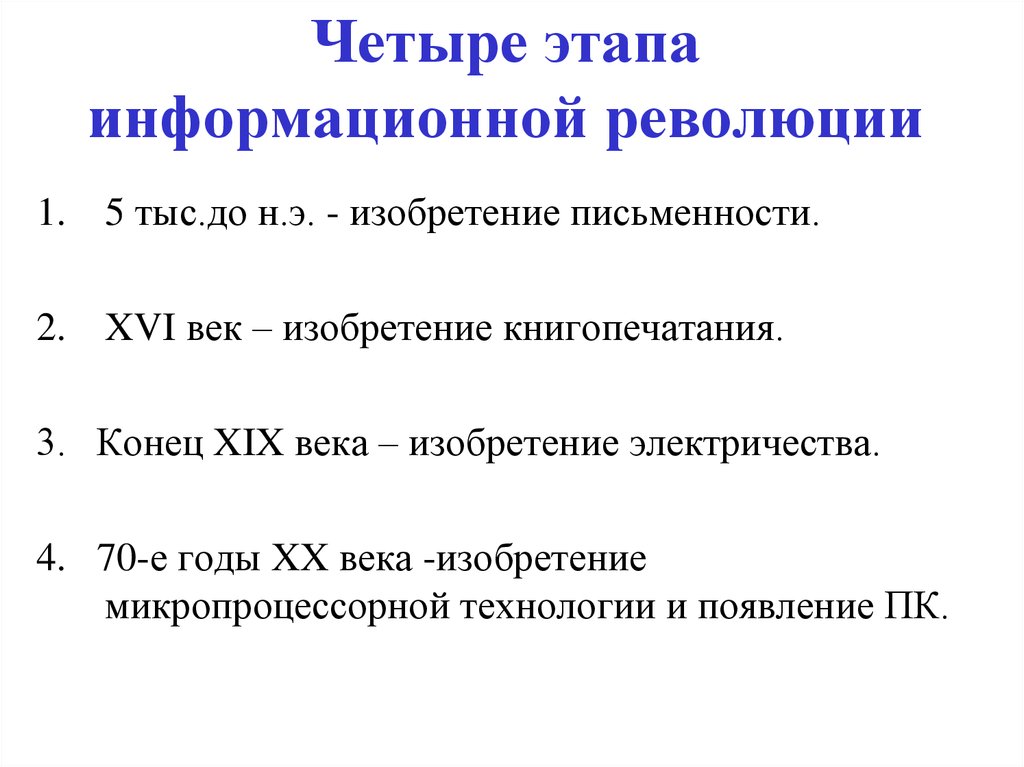 Четыре этапа
информационной революции
1. 5 тыс.до н.э. - изобретение письменности.
2. XVI век – изобретение книгопечатания.
3. Конец XIX века – изобретение электричества.
4. 70-е годы XX века -изобретение
микропроцессорной технологии и появление ПК.